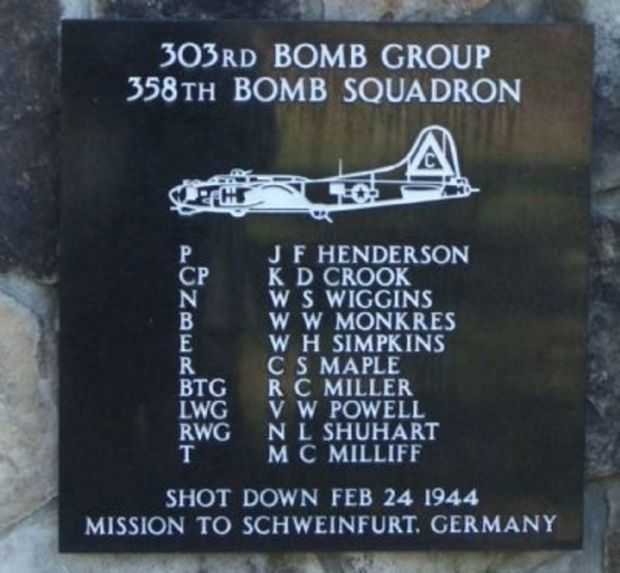 303RD BOMB GROUP
358TH BOMB SQUADRON
C
H
P J F HENDERSON
CP K D CROOK
N W S WIGGINS
B W W MONKRES
E W H SIMPKINS
R C S MAPLE
BTG R C MILLER
LWG V W POWELL
RWG N L SHUHART
T M C MILLIFF
SHOT DOWN FEB 24 1944
MISSION TO SCHWEINFURT. GERMANY